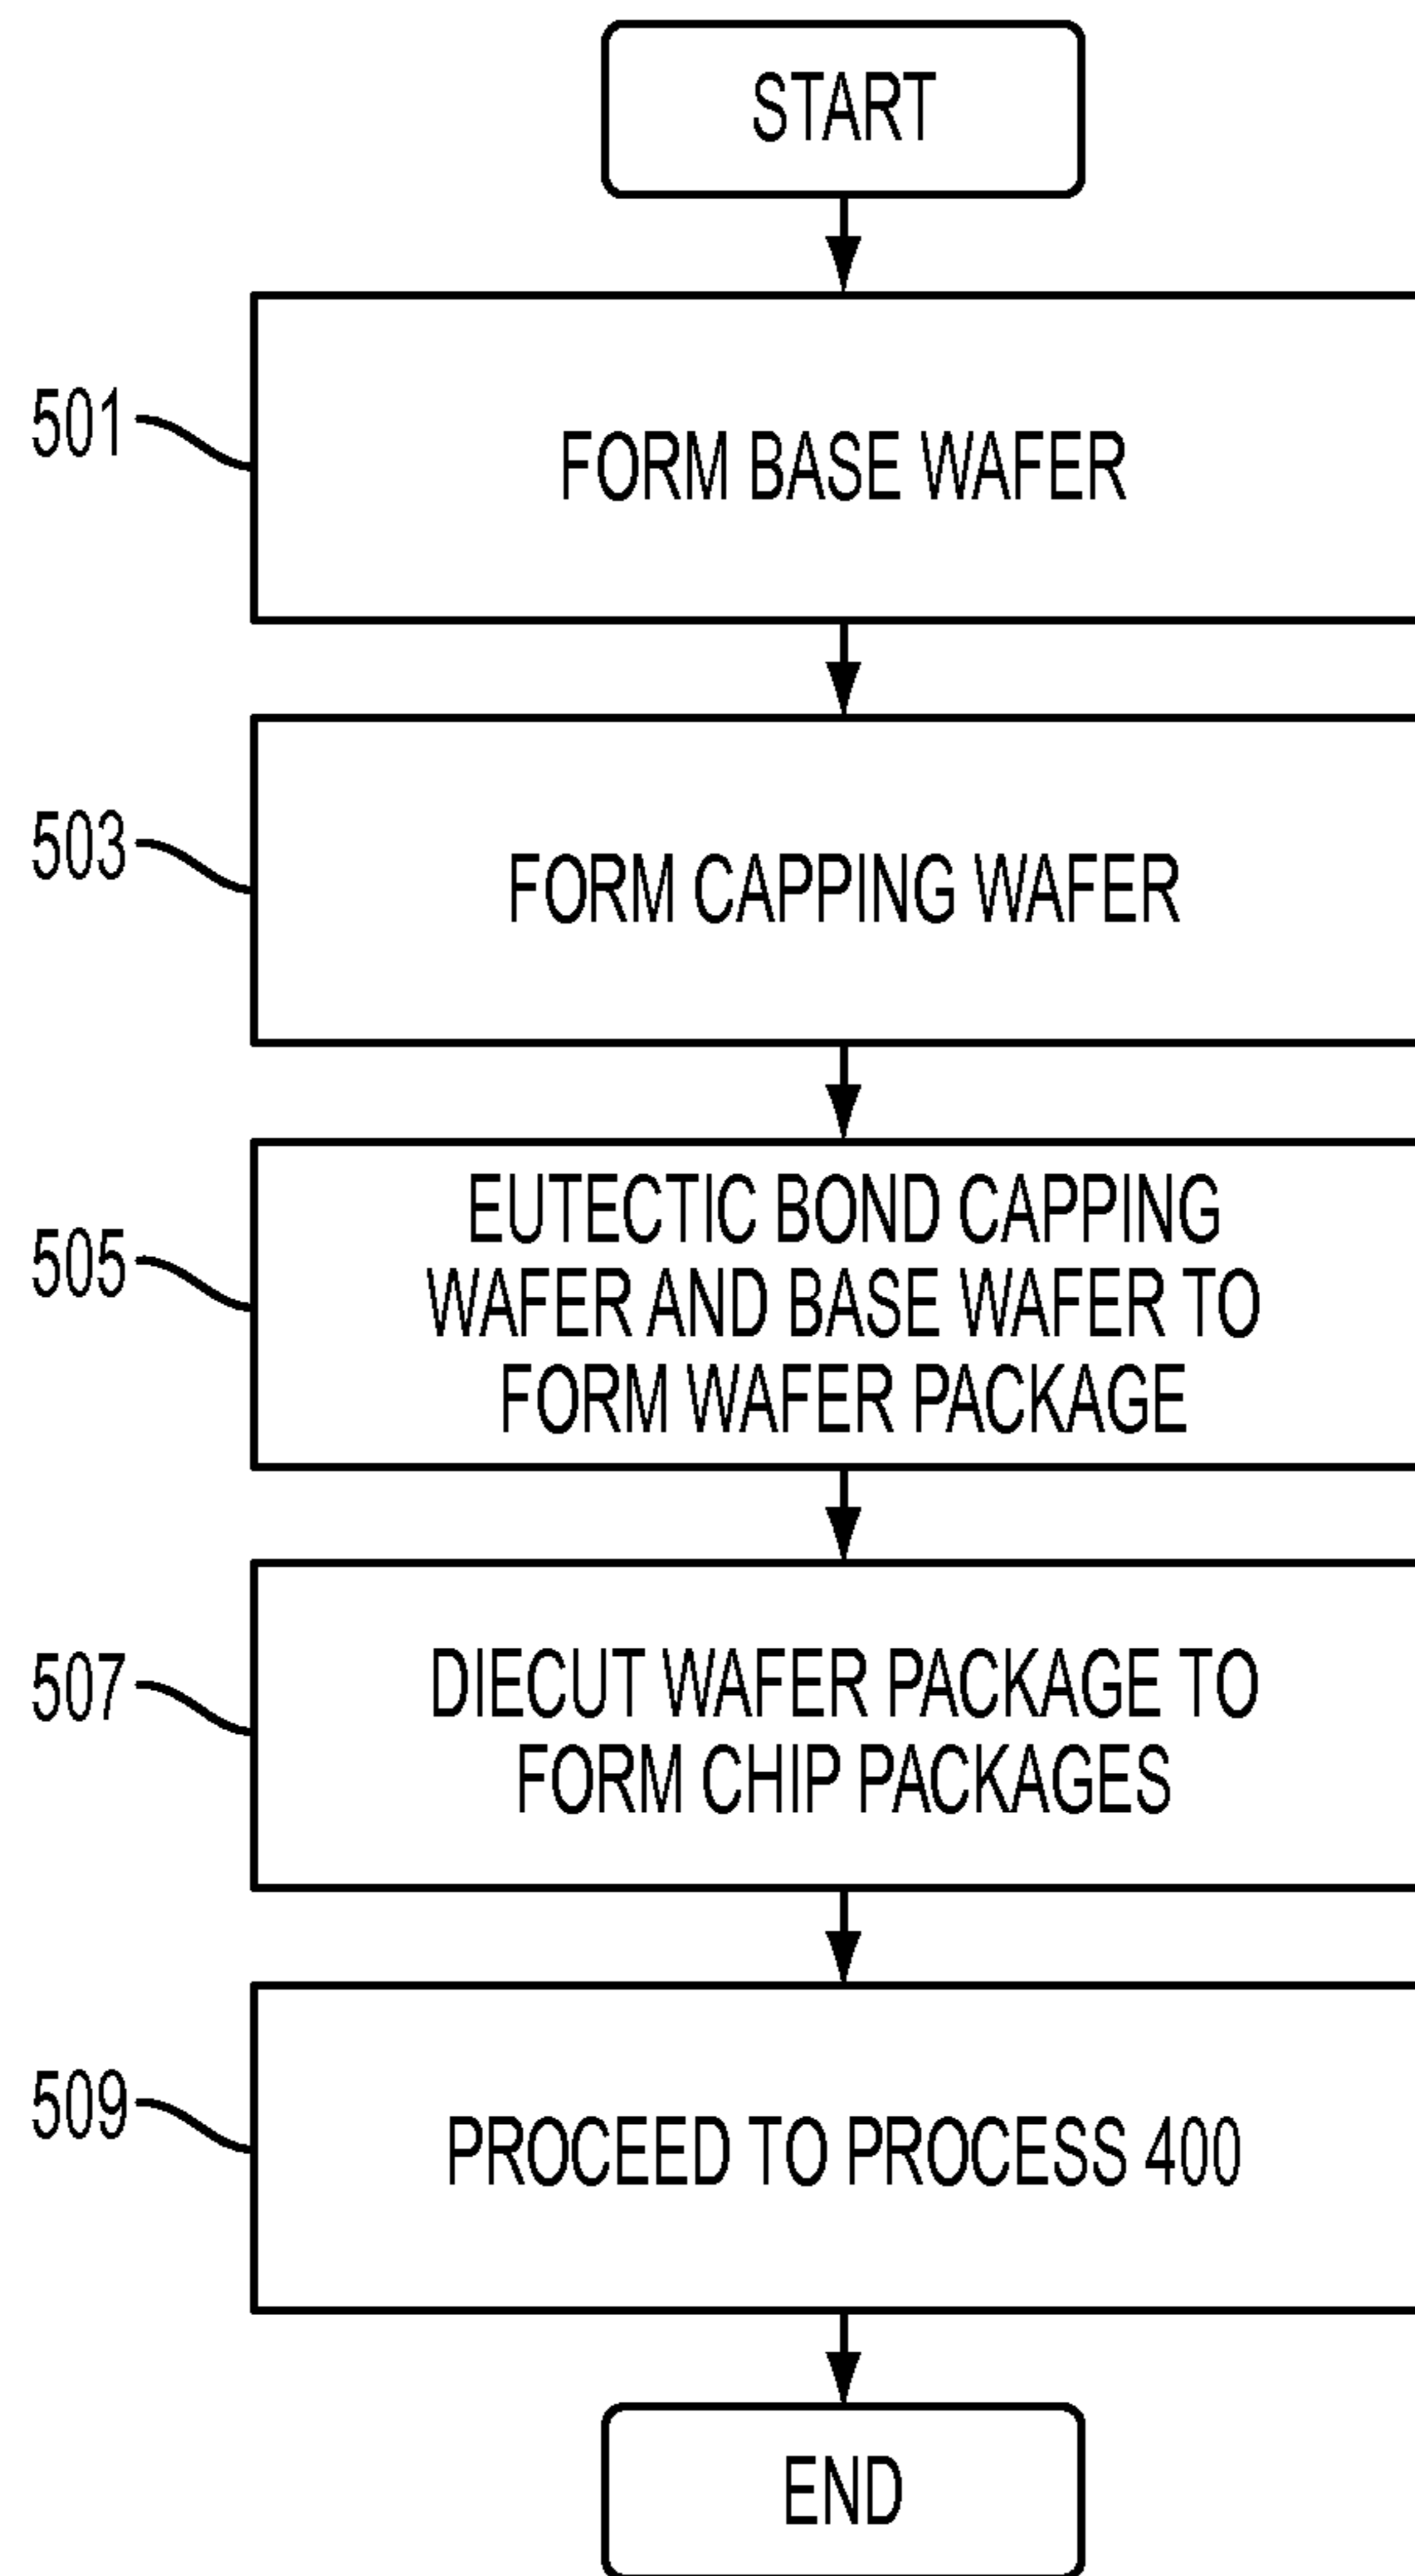 START
501
FORM BASE WAFER
503
FORM CAPPING WAFER
505
EUTECTIC BOND CAPPING
WAFER AND BASE WAFER TO
FORM WAFER PACKAGE
507
DIECUT WAFER PACKAGE TO
FORM CHIP PACKAGES
509
PROCEED TO PROCESS 400
END